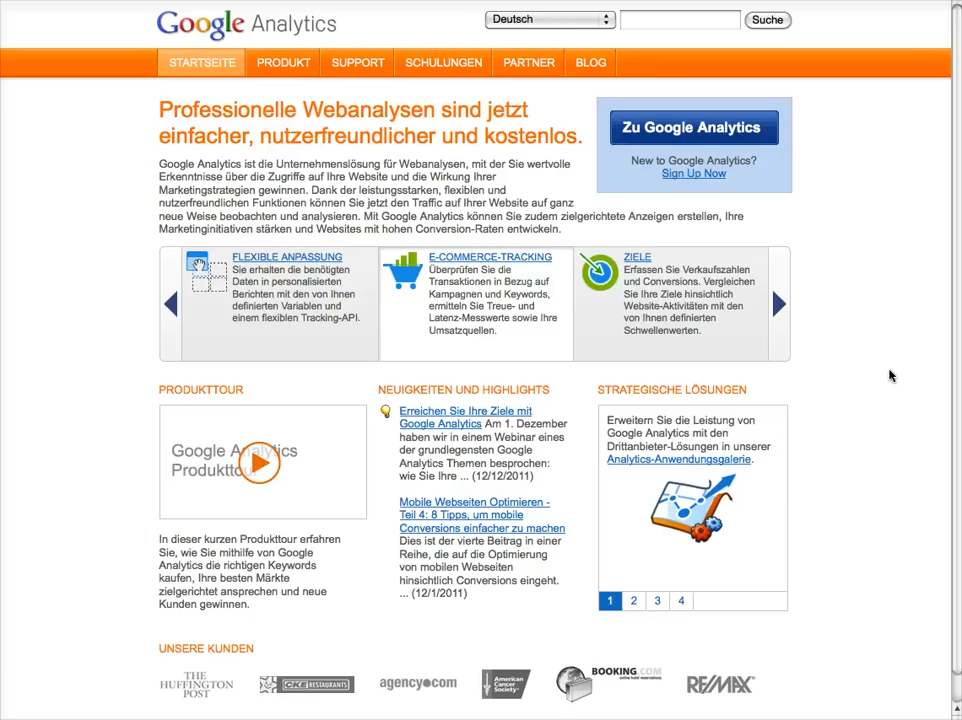 Google Analytics
Deutsch
Suche
STARTSEITE
PRODUKT
SUPPORT
SCHULUNGEN
PARTNER
BLOG
Professionelle Webanalysen sind jetzt
einfacher, nutzerfreundlicher und kostenlos.
Google Analytics ist die Unternehmenslösung für Webanalysen, mit der Sie wertvolle
Erkenntnisse über die Zugriffe auf Ihre Website und die Wirkung Ihrer
Marketingstrategien gewinnen. Dank der leistungsstarken, flexiblen und
nutzerfreundlichen Funktionen können Sie jetzt den Traffic auf Ihrer Website auf ganz
neue Weise beobachten und analysieren. Mit Google Analytics können Sie zudem zielgerichtete Anzeigen erstellen, Ihre
Marketinginitiativen stärken und Websites mit hohen Conversion-Raten entwickeln.
Zu Google Analytics
New to Google Analytics?
Sign Up Now
FLEXIBLE ANPASSUNG
Sie erhalten die benötigten
Daten in personalisierten
Berichten mit den von Ihnen
definierten Variablen und
einem flexiblen Tracking-API.
E-COMMERCE-TRACKING
Überprüfen Sie die
Transaktionen in Bezug auf
Kampagnen und Keywords,
ermitteln Sie Treue- und
Latenz-Messwerte sowie Ihre
Umsatzquellen.
ZIELE
Erfassen Sie Verkaufszahlen
und Conversions. Vergleichen
Sie Ihre Ziele hinsichtlich
Website-Aktivitäten mit den
von Ihnen definierten
Schwellenwerten.
PRODUKTTOUR
Google Analytics
Produkttour
In dieser kurzen Produkttour erfahren
Sie, wie Sie mithilfe von Google
Analytics die richtigen Keywords
kaufen, Ihre besten Märkte
zielgerichtet ansprechen und neue
Kunden gewinnen.
NEUIGKEITEN UND HIGHLIGHTS
Erreichen Sie Ihre Ziele mit
Google Analytics Am 1. Dezember
haben wir in einem Webinar eines
der grundlegensten Google
Analytics Themen besprochen:
wie Sie Ihre ... (12/12/2011)
Mobile Webseiten Optimieren -
Teil 4: 8 Tipps, um mobile
Conversions einfacher zu machen
Dies ist der vierte Beitrag in einer
Reihe, die auf die Optimierung
von mobilen Webseiten
hinsichtlich Conversions eingeht.
... (12/1/2011)
STRATEGISCHE LÖSUNGEN
Erweitern Sie die Leistung von
Google Analytics mit den
Drittanbieter-Lösungen in unserer
Analytics-Anwendungsgalerie.
1 2 3 4
UNSERE KUNDEN
THE
HUFFINGTON
POST
CKE RESTAURANTS
agency•com
American
Cancer
Society
BOOKING.COM
online hotel reservations
RE/MAX